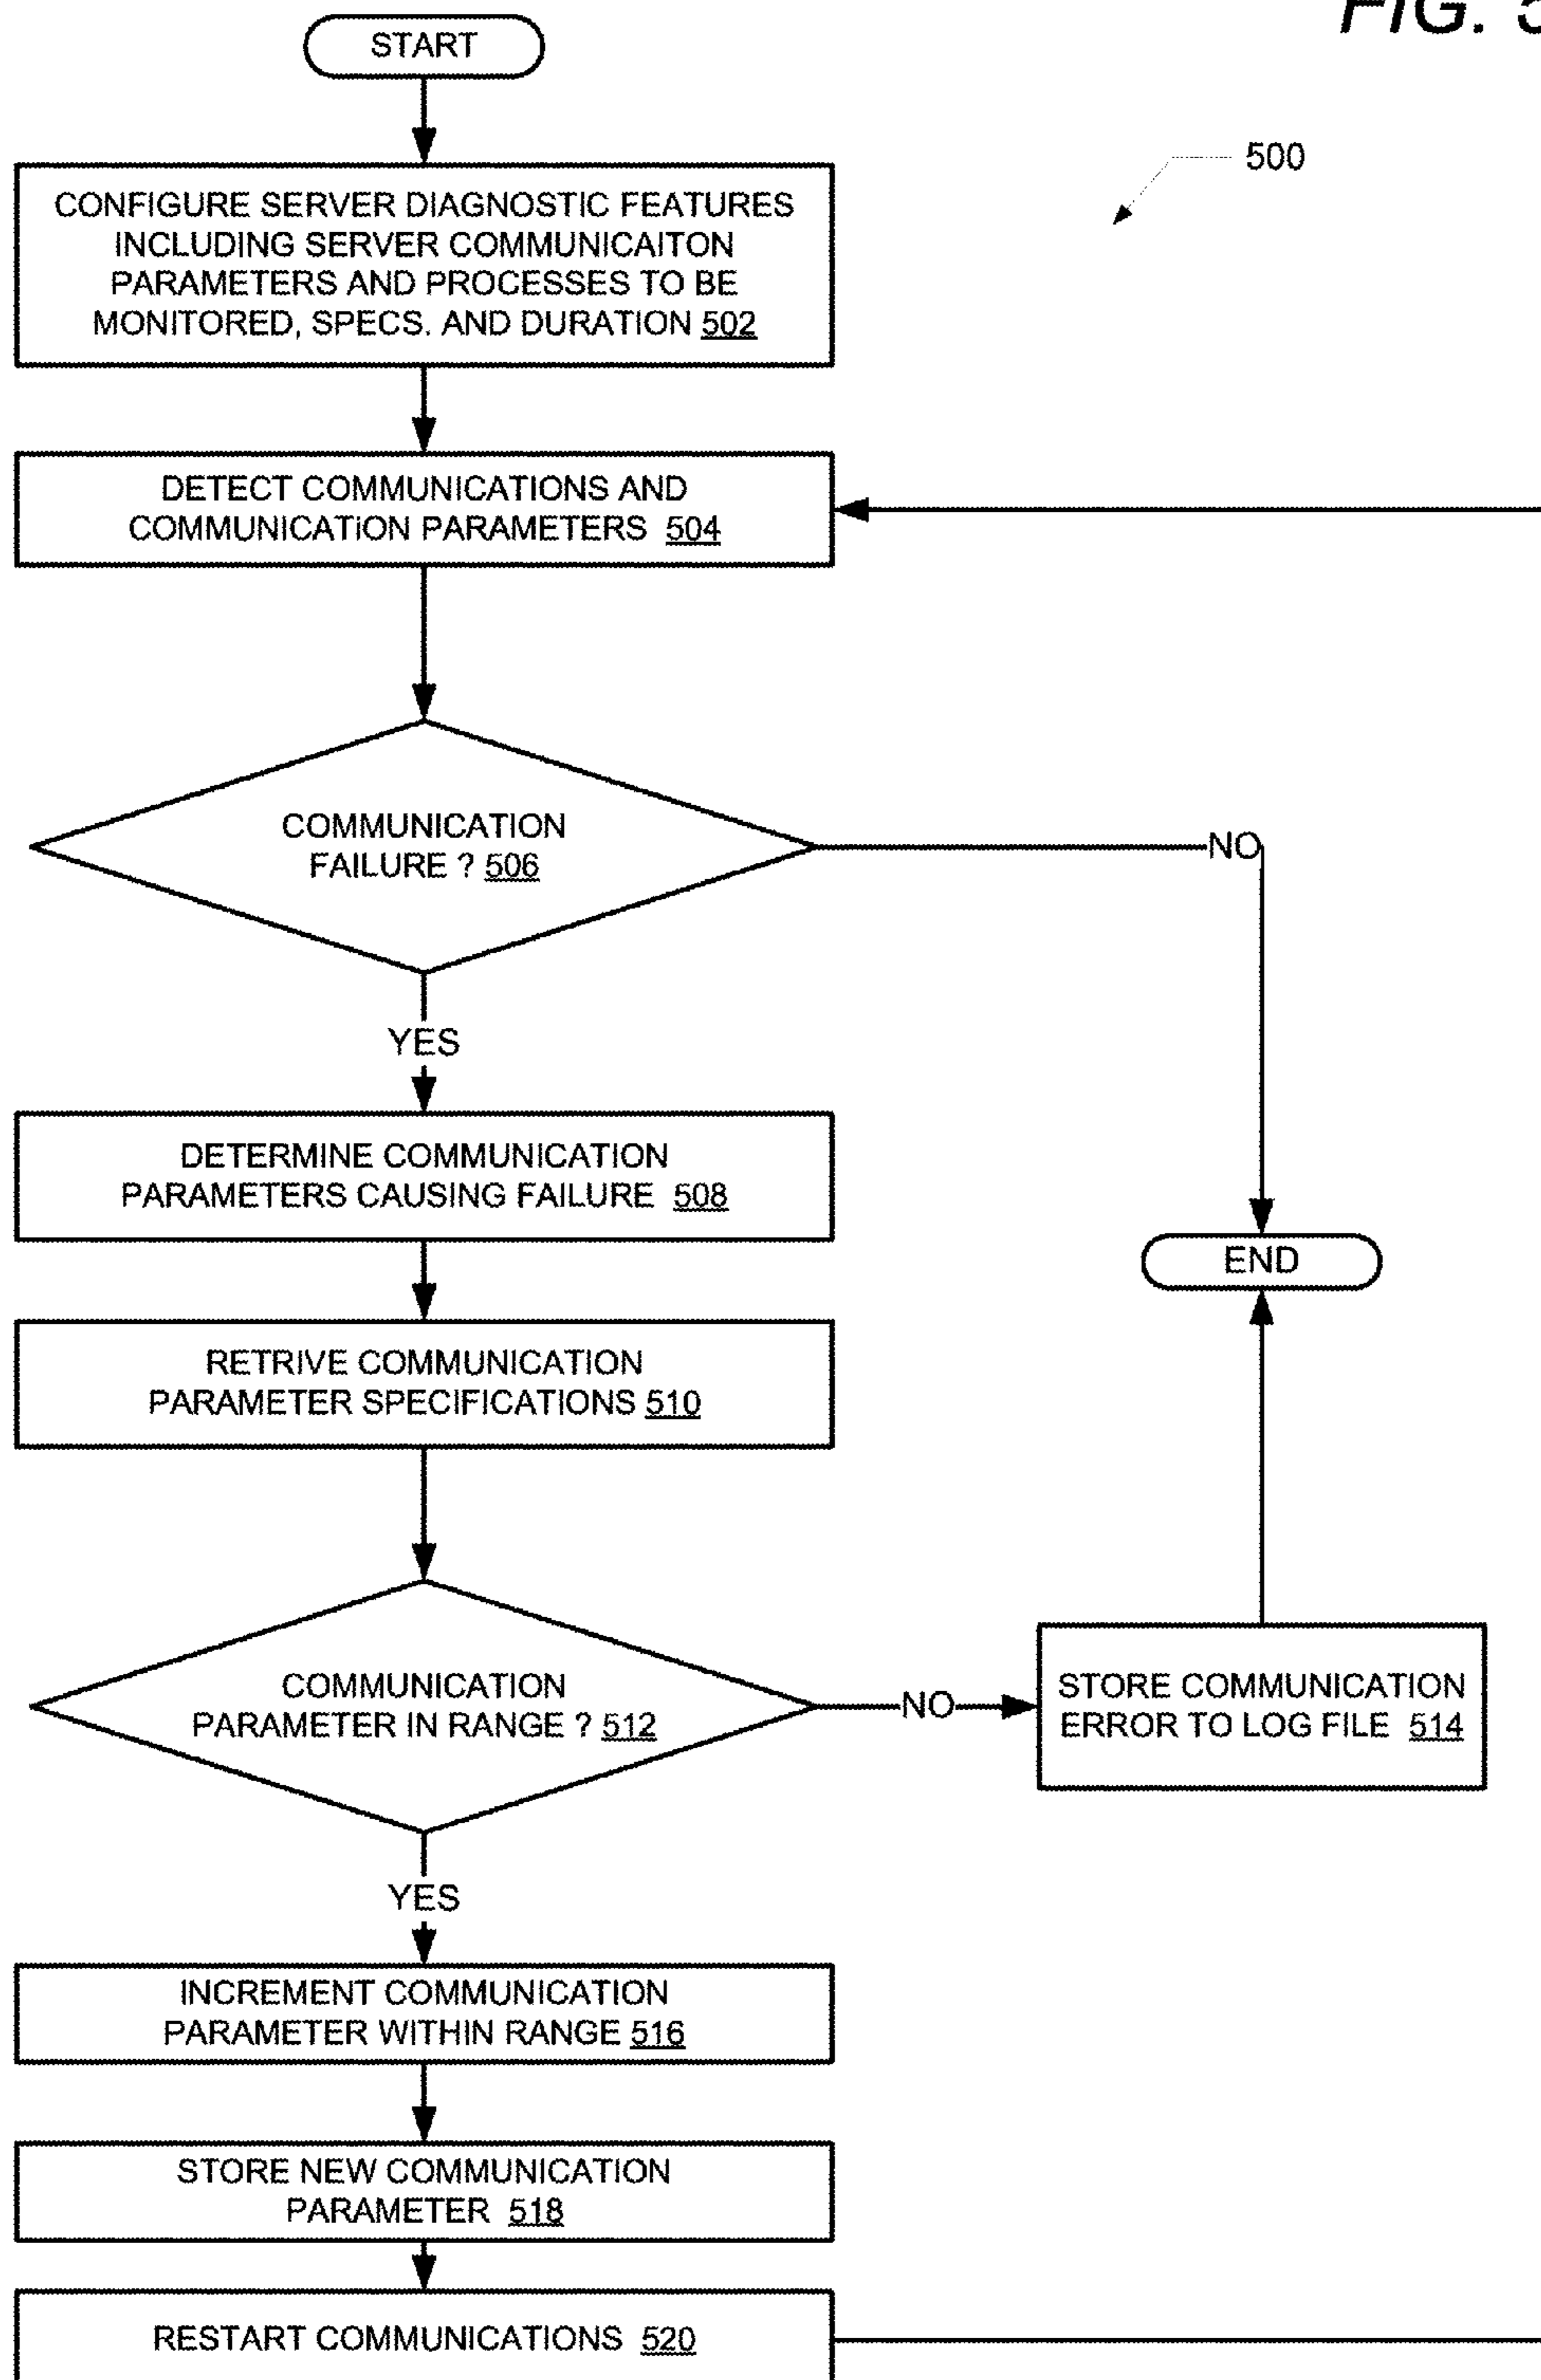 FIG. 5
START
500
CONFIGURE SERVER DIAGNOSTIC FEATURES
INCLUDING SERVER COMMUNICAITON
PARAMETERS AND PROCESSES TO BE
MONITORED, SPECS. AND DURATION 502
DETECT COMMUNICATIONS AND
COMMUNICATiON PARAMETERS 504
COMMUNICATION
FAILURE ? 506
NO
YES
DETERMINE COMMUNICATION
PARAMETERS CAUSING FAILURE 508
END
RETRIVE COMMUNICATION
PARAMETER SPECIFICATIONS 510
COMMUNICATION
PARAMETER IN RANGE ? 512
NO
STORE COMMUNICATION
ERROR TO LOG FILE 514
YES
INCREMENT COMMUNICATION
PARAMETER WITHIN RANGE 516
STORE NEW COMMUNICATION
PARAMETER 518
RESTART COMMUNICATIONS 520